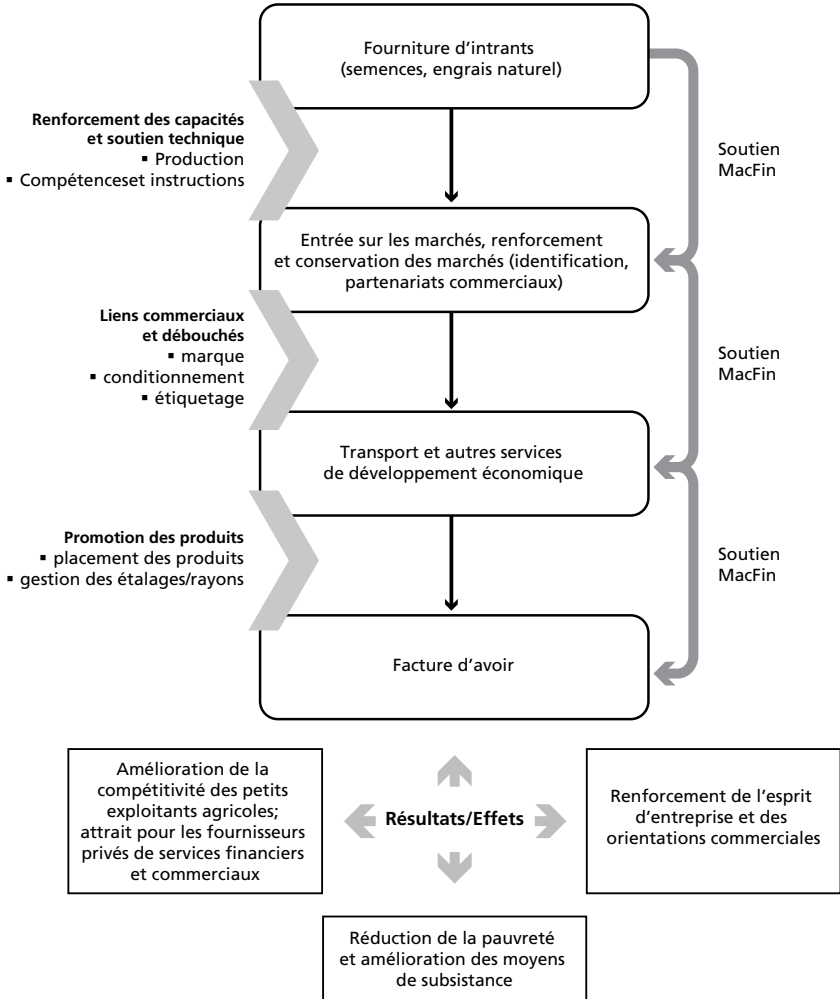 Fourniture d’intrants
(semences, engrais naturel)
Renforcement des capacités
et soutien technique
▪ Production
▪ Compétenceset instructions
Soutien
MacFin
Entrée sur les marchés, renforcement
et conservation des marchés (identification,
partenariats commerciaux)
Liens commerciaux
et débouchés
▪ marque
▪ conditionnement
▪ étiquetage
Soutien
MacFin
Transport et autres services
de développement économique
Promotion des produits
▪ placement des produits
▪ gestion des étalages/rayons
Soutien
MacFin
Facture d’avoir
Amélioration de la
compétitivité des petits
exploitants agricoles;
attrait pour les fournisseurs
privés de services financiers
et commerciaux
Résultats/Effets
Renforcement de l’esprit
d’entreprise et des
orientations commerciales
Réduction de la pauvreté
et amélioration des moyens
de subsistance